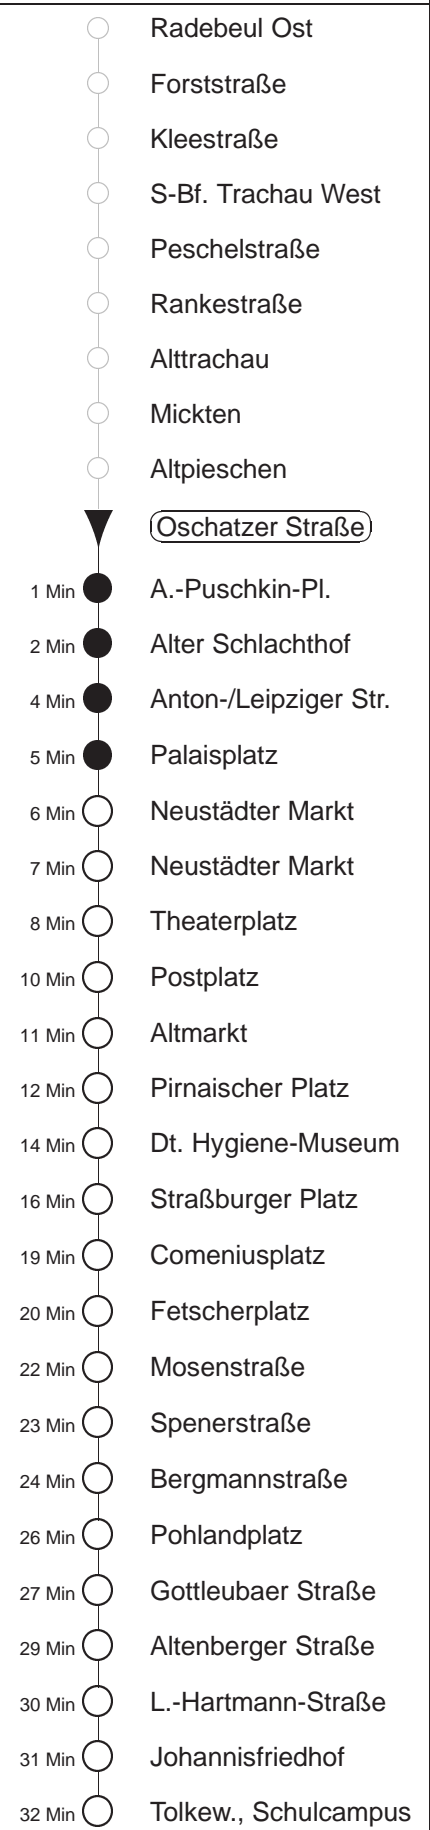 Radebeul Ost
Forststraße
Kleestraße
S-Bf. Trachau West
Peschelstraße
Rankestraße
Alttrachau
Mickten
Altpieschen
Oschatzer Straße
1 Min A.-Puschkin-Pl.
2 Min Alter Schlachthof
4 Min Anton-/Leipziger Str.
5 Min Palaisplatz
6 Min Neustädter Markt
7 Min Neustädter Markt
8 Min Theaterplatz
10 Min Postplatz
11 Min Altmarkt
12 Min Pirnaischer Platz
14 Min Dt. Hygiene-Museum
16 Min Straßburger Platz
19 Min Comeniusplatz
20 Min Fetscherplatz
22 Min Mosenstraße
23 Min Spenerstraße
24 Min Bergmannstraße
26 Min Pohlandplatz
27 Min Gottleubaer Straße
29 Min Altenberger Straße
30 Min L.-Hartmann-Straße
31 Min Johannisfriedhof
32 Min Tolkew., Schulcampus